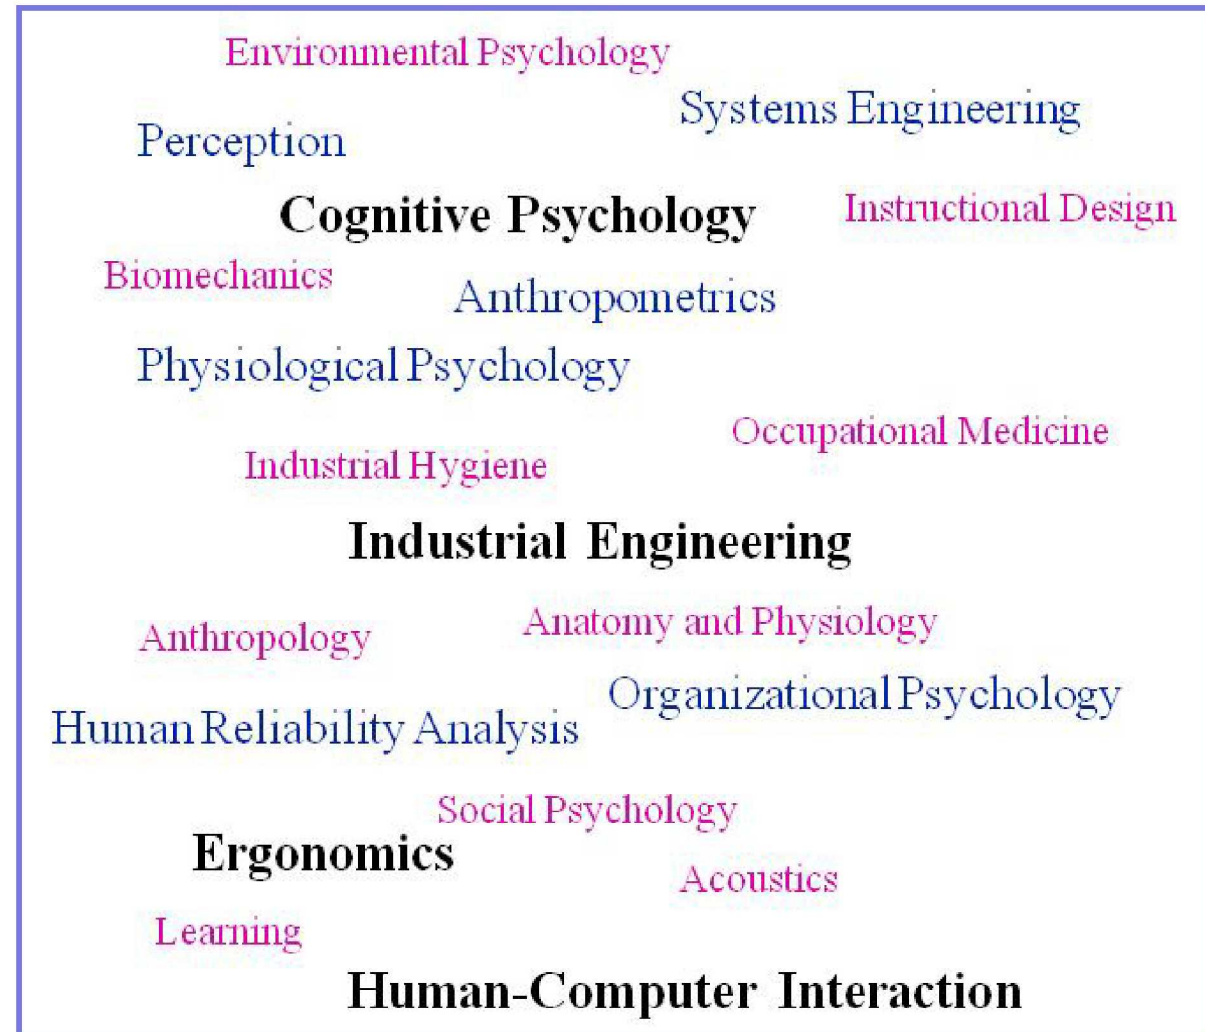 Environmental Psychology
Systems Engineering
Perception
Cognitive Psychology
Instructional Design
Biomechanics
Anthropometrics
Physiological Psychology
Occupational Medicine
Industrial Hygiene
Industrial Engineering
Anthropology
Anatomy and Physiology
Organizational Psychology
Human Reliability Analysis
Social Psychology
Ergonomics
Acoustics
Learning
Human-Computer Interaction